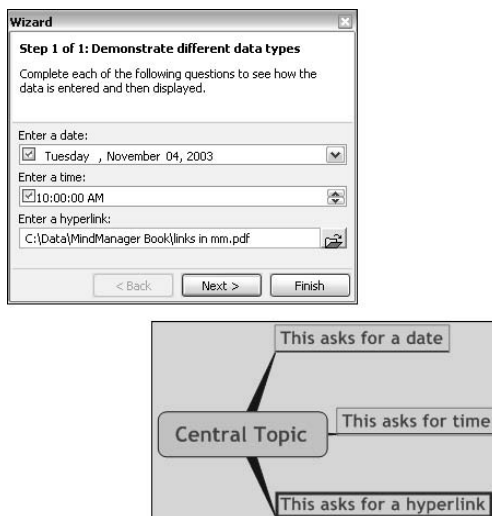 Wizard
Step 1 of 1: Demonstrate different data types
Complete each of the following questions to see how the
data is entered and then displayed.
Enter a date:
Tuesday , November 04, 2003
Enter a time:
10:00:00 AM
Enter a hyperlink:
C:\Data\MindManager Book\links in mm.pdf
< Back Next > Finish
This asks for a date
Central Topic
This asks for time
This asks for a hyperlink